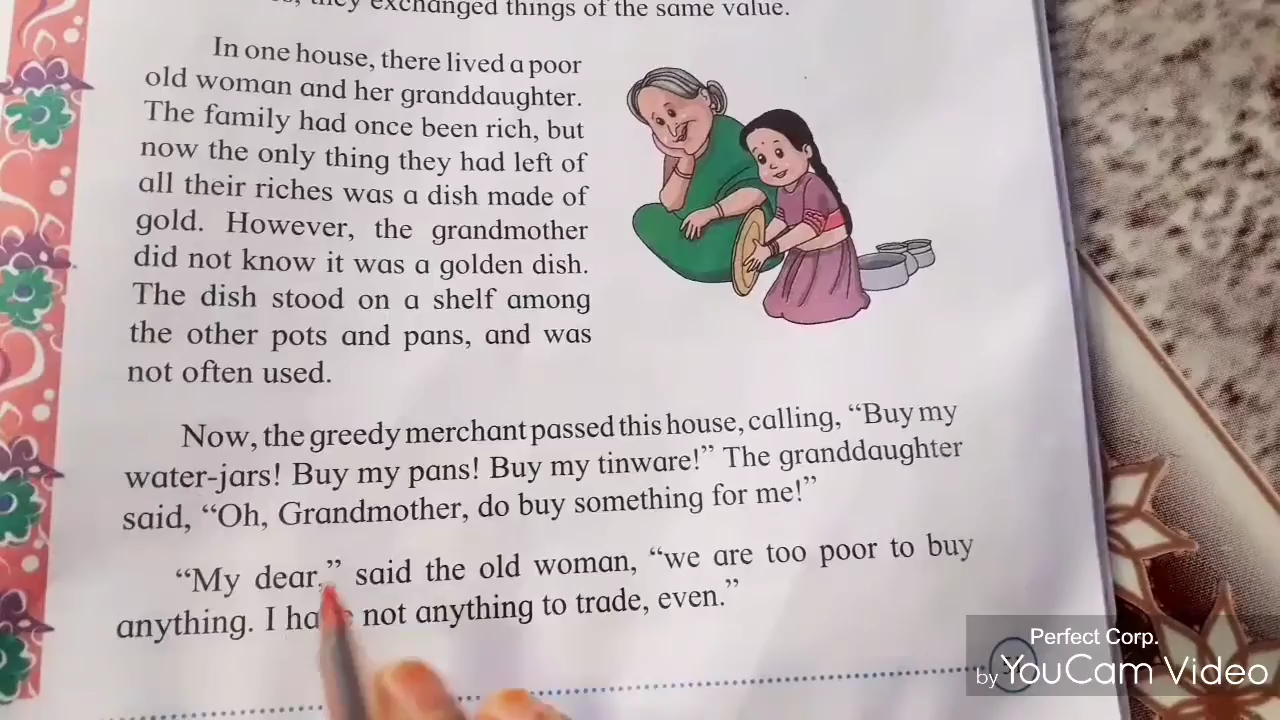 they exchanged things of the same value.
In one house, there lived a poor
old woman and her granddaughter.
The family had once been rich, but
now the only thing they had left of
all their riches was a dish made of
gold. However, the grandmother
did not know it was a golden dish.
The dish stood on a shelf among
the other pots and pans, and was
not often used.
Now, the greedy merchant passed this house, calling, “Buy my
water-jars! Buy my pans! Buy my tinware!” The granddaughter
said, “Oh, Grandmother, do buy something for me!”
“My dear,” said the old woman, “we are too poor to buy
anything. I have not anything to trade, even.”
Perfect Corp.
by YouCam Video